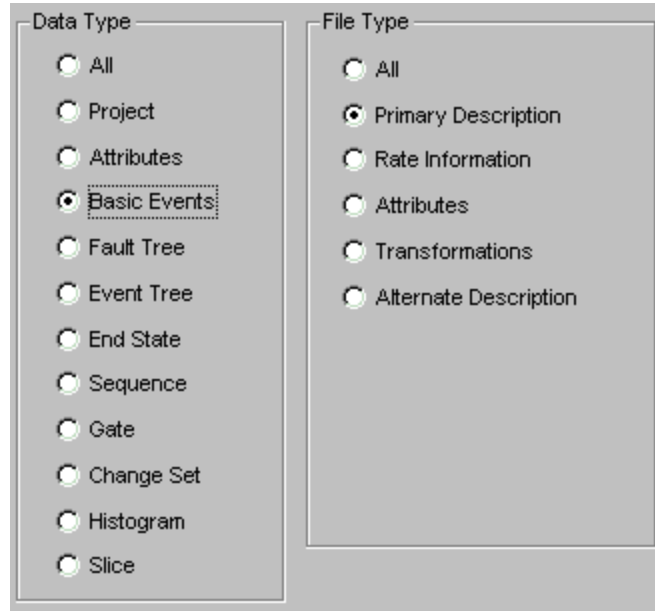 Data Type
All
Project
Attributes
Basic Events
Fault Tree
Event Tree
End State
Sequence
Gate
Change Set
Histogram
Slice
File Type
All
Primary Description
Rate Information
Attributes
Transformations
Alternate Description